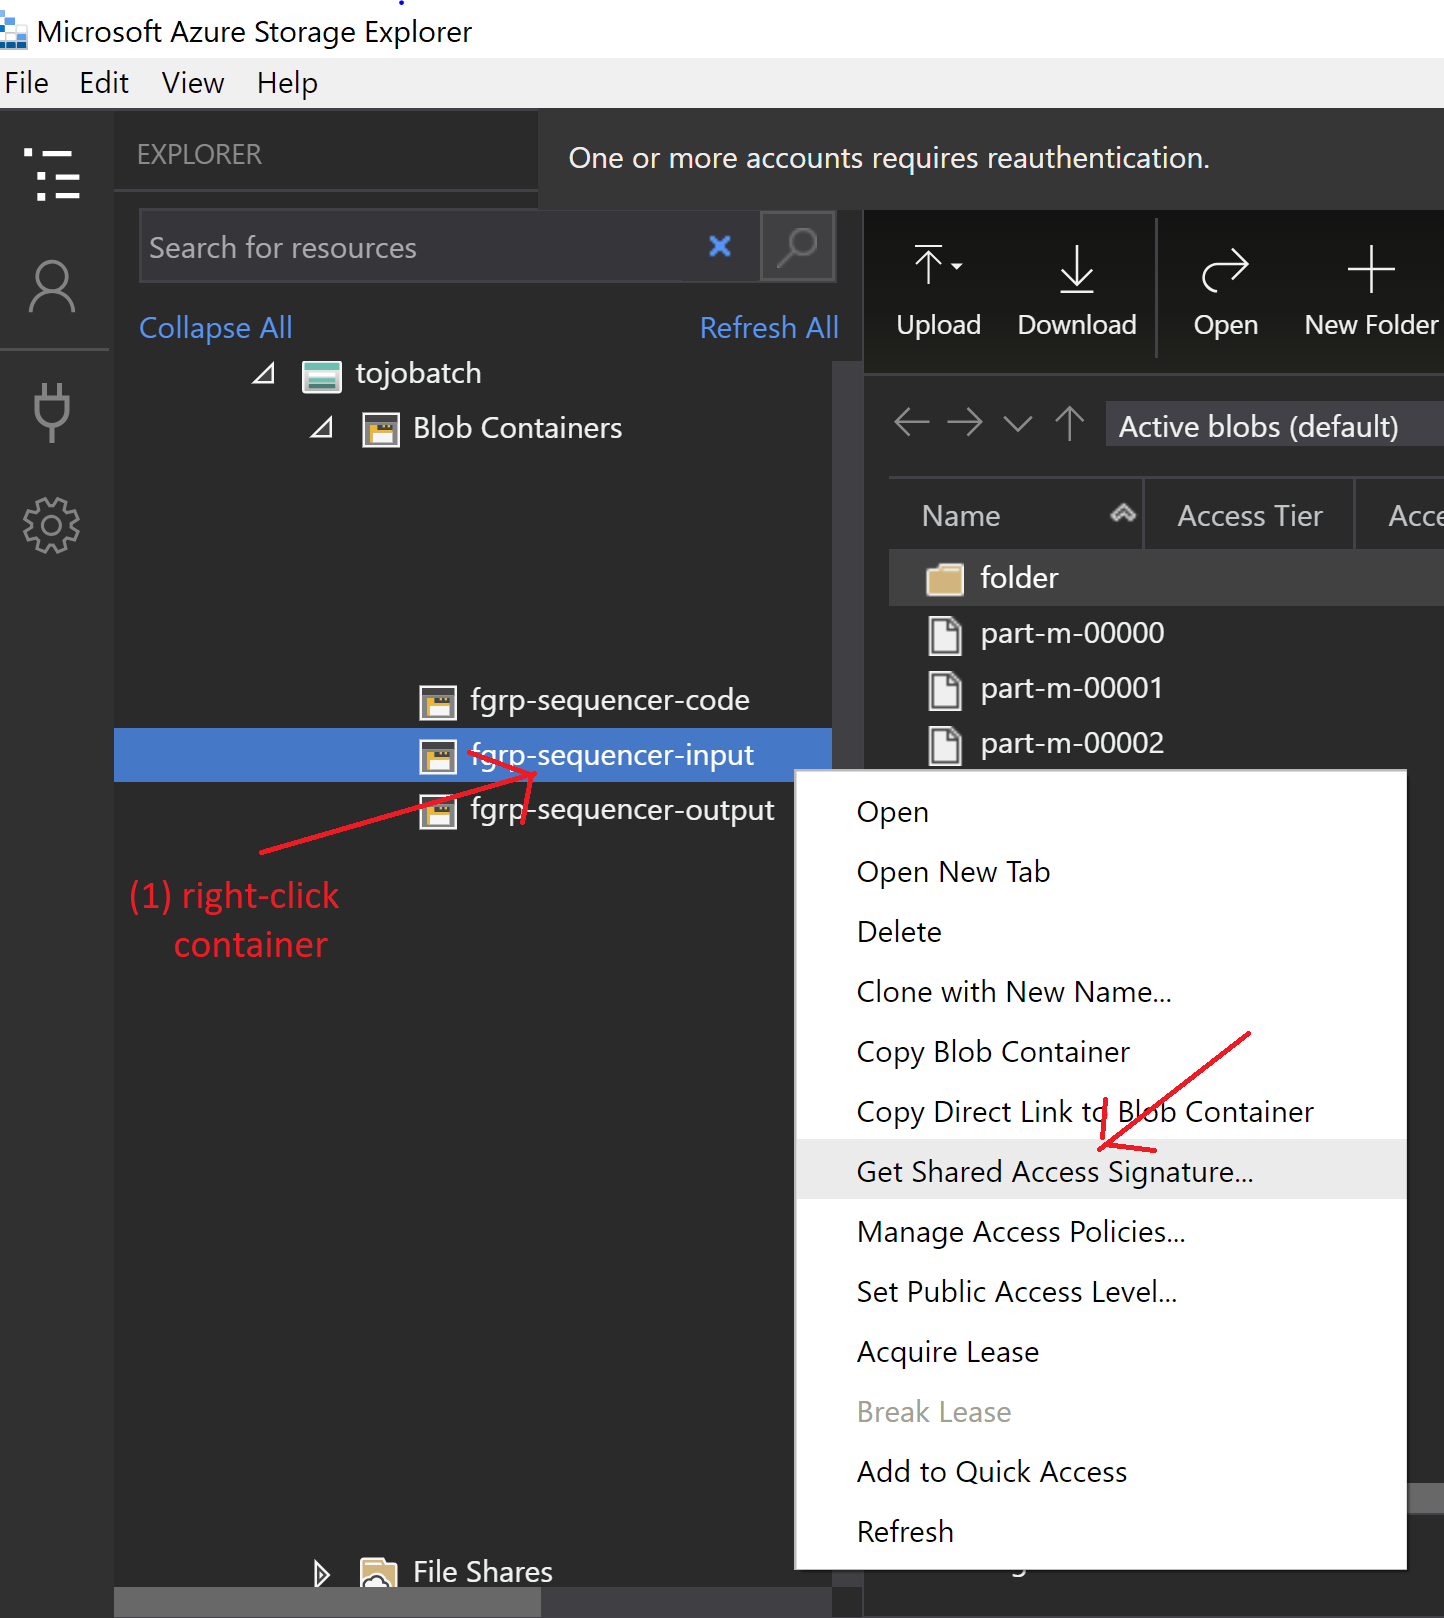 Microsoft Azure Storage Explorer
File Edit View Help
EXPLORER
One or more accounts requires reauthentication.
Search for resources
Collapse All
Refresh All
Upload
Download
Open
New Folder
tojobatch
Blob Containers
Active blobs (default)
Name
Access Tier
Acce
folder
part-m-00000
part-m-00001
part-m-00002
fgrp-sequencer-code
fgrp-sequencer-input
fgrp-sequencer-output
(1) right-click
container
Open
Open New Tab
Delete
Clone with New Name...
Copy Blob Container
Copy Direct Link to Blob Container
Get Shared Access Signature...
Manage Access Policies...
Set Public Access Level...
Acquire Lease
Break Lease
Add to Quick Access
Refresh
File Shares